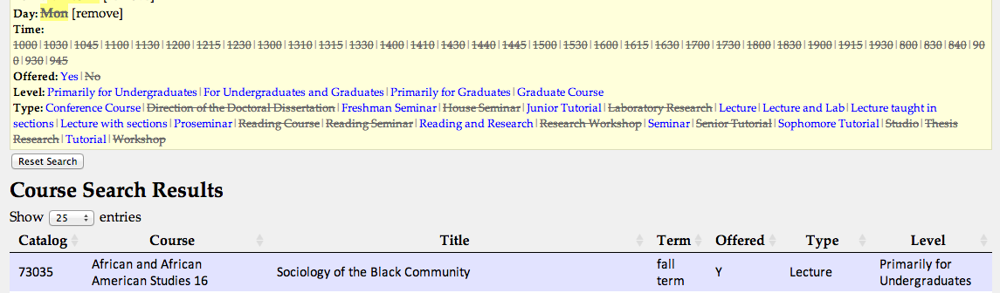 Day: Mon [remove]
Time:
1000 | 1030 | 1045 | 1100 | 1130 | 1200 | 1215 | 1230 | 1300 | 1310 | 1315 | 1330 | 1400 | 1410 | 1430 | 1440 | 1445 | 1500 | 1530 | 1600 | 1615 | 1630 | 1700 | 1730 | 1800 | 1830 | 1900 | 1915 | 1930 | 800 | 830 | 840 | 90
0 | 930 | 945
Offered: Yes | No
Level: Primarily for Undergraduates | For Undergraduates and Graduates | Primarily for Graduates | Graduate Course
Type: Conference Course | Direction of the Doctoral Dissertation | Freshman Seminar | House Seminar | Junior Tutorial | Laboratory Research | Lecture | Lecture and Lab | Lecture taught in
sections | Lecture with sections | Proseminar | Reading Course | Reading Seminar | Reading and Research | Research Workshop | Seminar | Senior Tutorial | Sophomore Tutorial | Studio | Thesis
Research | Tutorial | Workshop
Reset Search
Course Search Results
Show 25 entries
Catalog Course Title Term Offered Type Level
73035 African and African American Studies 16 Sociology of the Black Community fall term Y Lecture Primarily for Undergraduates